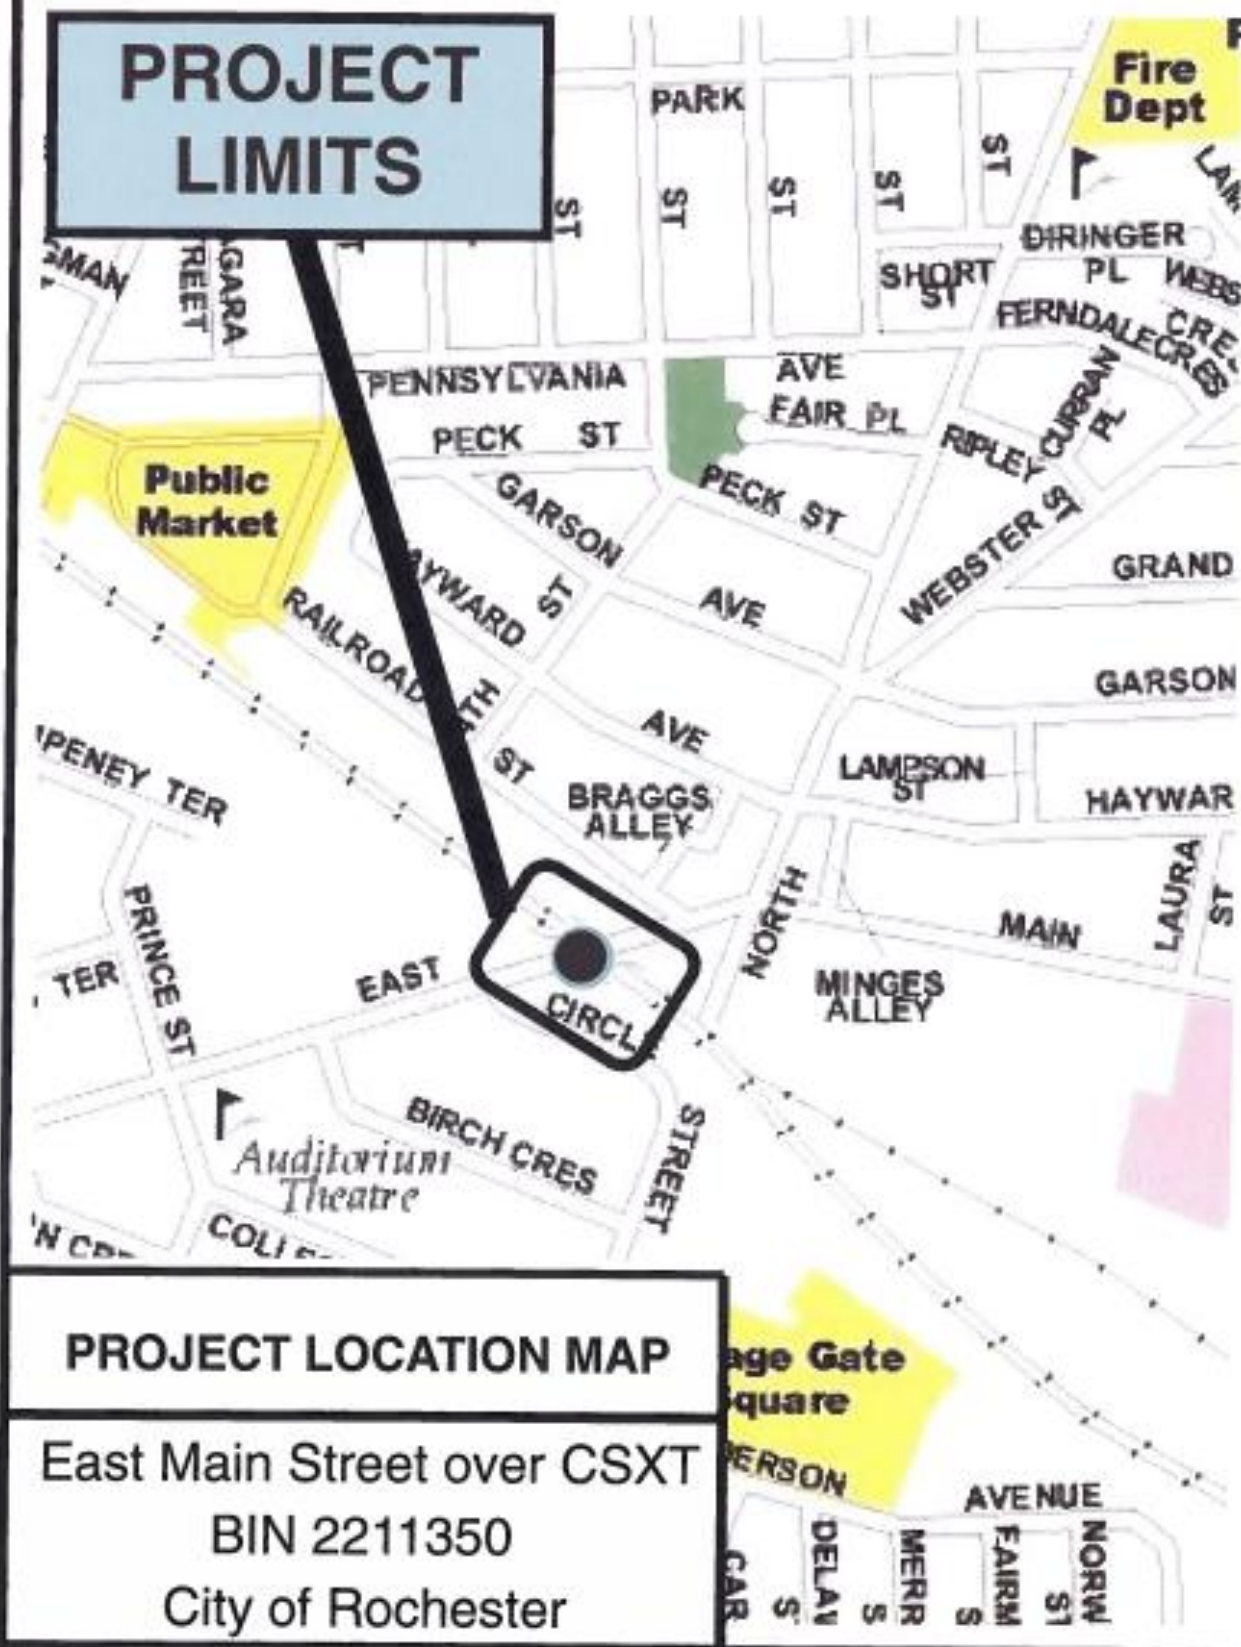 PROJECT
LIMITS
PARK
Fire
Dept
ST
ST
ST
ST
ST
DIRINGER
PL
SHORT
ST
FERNDALE CRES
PENNSYLVANIA
AVE
FAIR PL
CURRAN
PL
PECK ST
RIPLEY
ST
Public
Market
GARSON
PECK ST
WEBSTER
GRAND
ST
AVE
RAILROAD
GARSON
AVE
ST
LAMPSON
ST
BRAGGS
ALLEY
TER
PRINCE ST
NORTH
MAIN
LAURA
ST
TER
EAST
MINGES
ALLEY
BIRCH CRES
STREET
Auditorium
Theatre
PROJECT LOCATION MAP
Gate
AVENUE
East Main Street over CSXT
BIN 2211350
City of Rochester